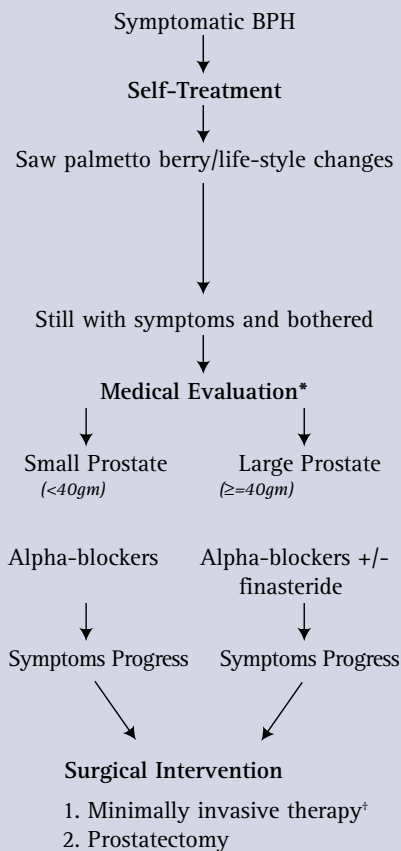 Symptomatic BPH
Self-Treatment
Saw palmetto berry/life-style changes
Still with symptoms and bothered
Medical Evaluation*
Small Prostate
(<40gm)
Large Prostate
(≥=40gm)
Alpha-blockers
Alpha-blockers +/-
finasteride
Symptoms Progress
Symptoms Progress
Surgical Intervention
1. Minimally invasive therapy†
2. Prostatectomy